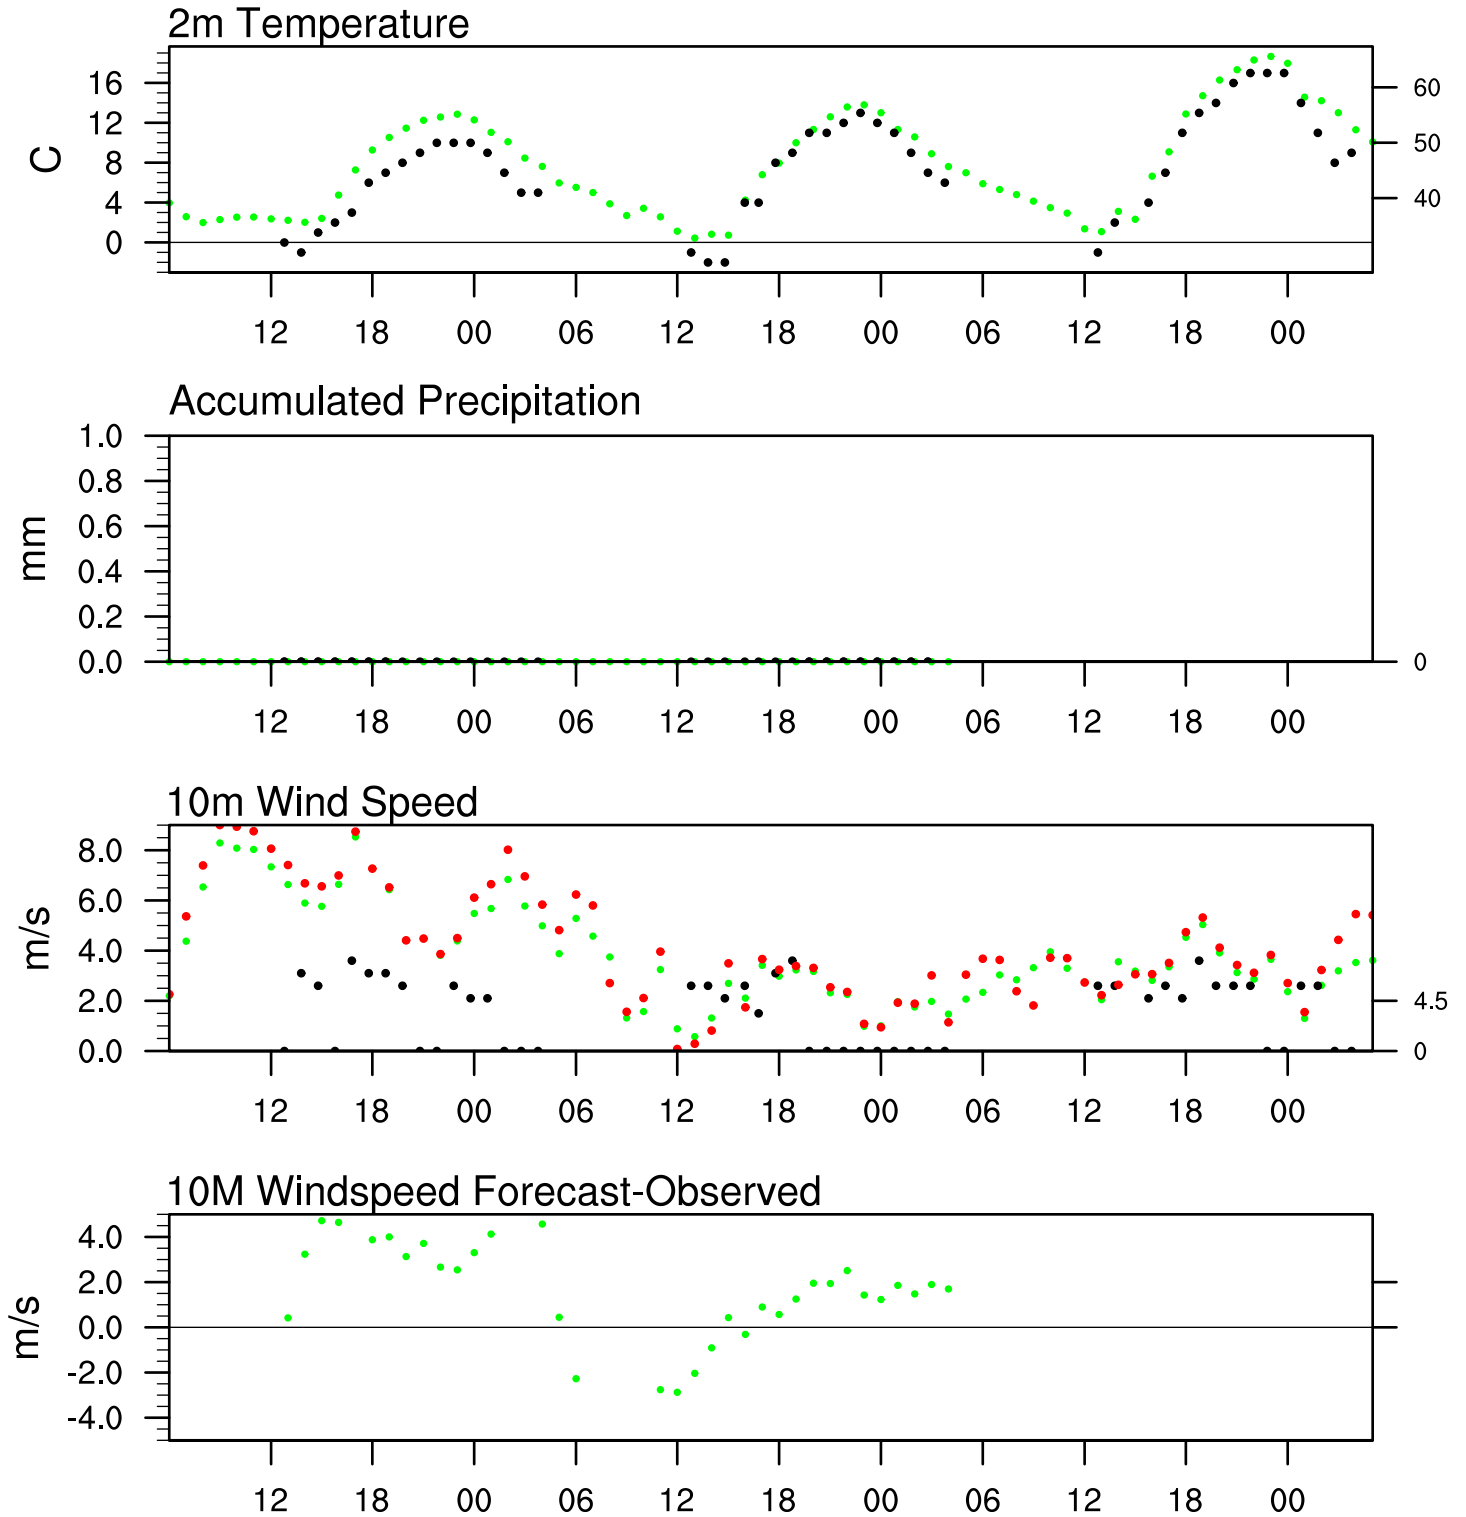 2m Temperature
16
12
8
4
0
C
60
50
40
12 18 00 06 12 18 00 06 12 18 00
Accumulated Precipitation
1.0
0.8
0.6
0.4
0.2
0.0
mm
0
12 18 00 06 12 18 00 06 12 18 00
10m Wind Speed
8.0
6.0
4.0
2.0
0.0
m/s
4.5
0
12 18 00 06 12 18 00 06 12 18 00
10M Windspeed Forecast-Observed
4.0
2.0
0.0
-2.0
-4.0
m/s
12 18 00 06 12 18 00 06 12 18 00